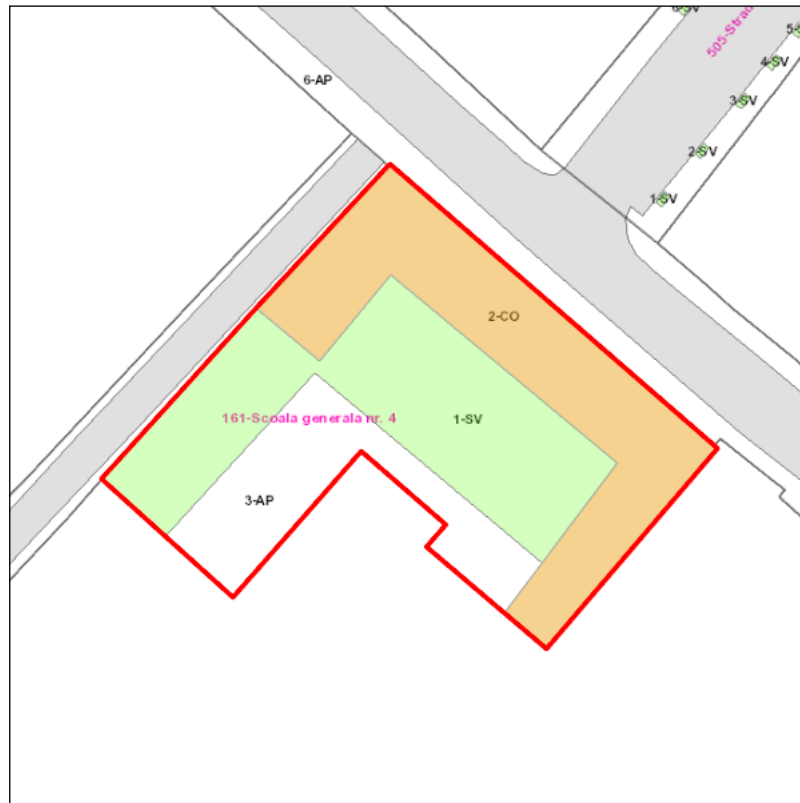 505-Strad
5-S
4-SV
6-AP
3-SV
2-SV
1-SV
2-CO
161-Scoala generala nr. 4
1-SV
3-AP